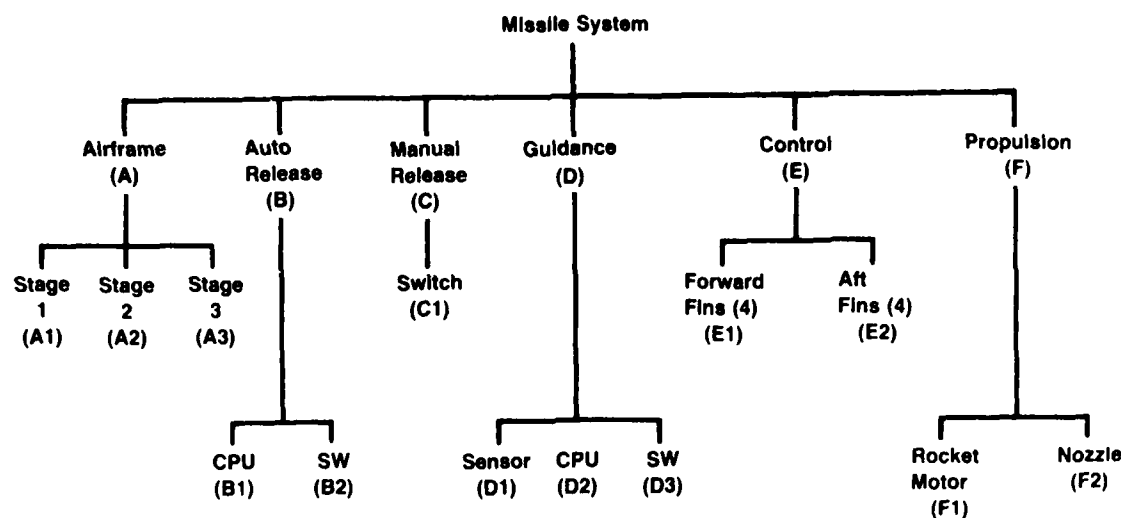 Missile System
Airframe
(A)
Auto
Release
(B)
Manual
Release
(C)
Guidance
(D)
Control
(E)
Propulsion
(F)
Stage
1
(A1)
Stage
2
(A2)
Stage
3
(A3)
Switch
(C1)
Forward
Fins (4)
(E1)
Aft
Fins (4)
(E2)
CPU
(B1)
SW
(B2)
Sensor
(D1)
CPU
(D2)
SW
(D3)
Rocket
Motor
(F1)
Nozzle
(F2)